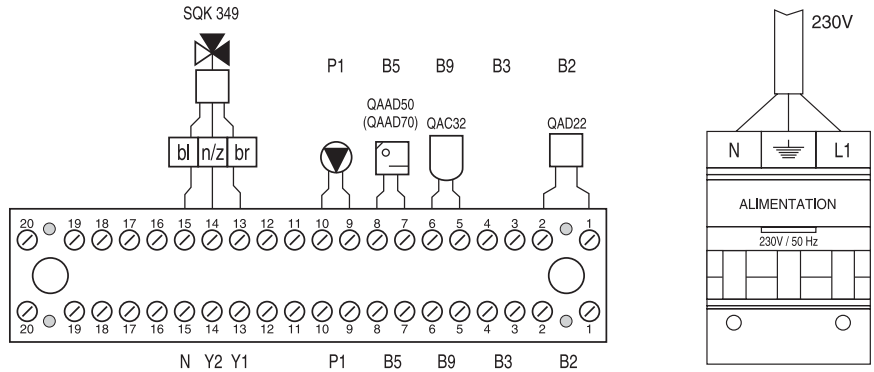 SQK 349
230V
P1 B5 B9 B3 B2
QAAD50
(QAAD70) QAC32 QAD22
bl n/z br
N L1
20 19 18 17 16 15 14 13 12 11 10 9 8 7 6 5 4 3 2 1
ALIMENTATION
230V / 50 Hz
20 19 18 17 16 15 14 13 12 11 10 9 8 7 6 5 4 3 2 1
N Y2 Y1 P1 B5 B9 B3 B2